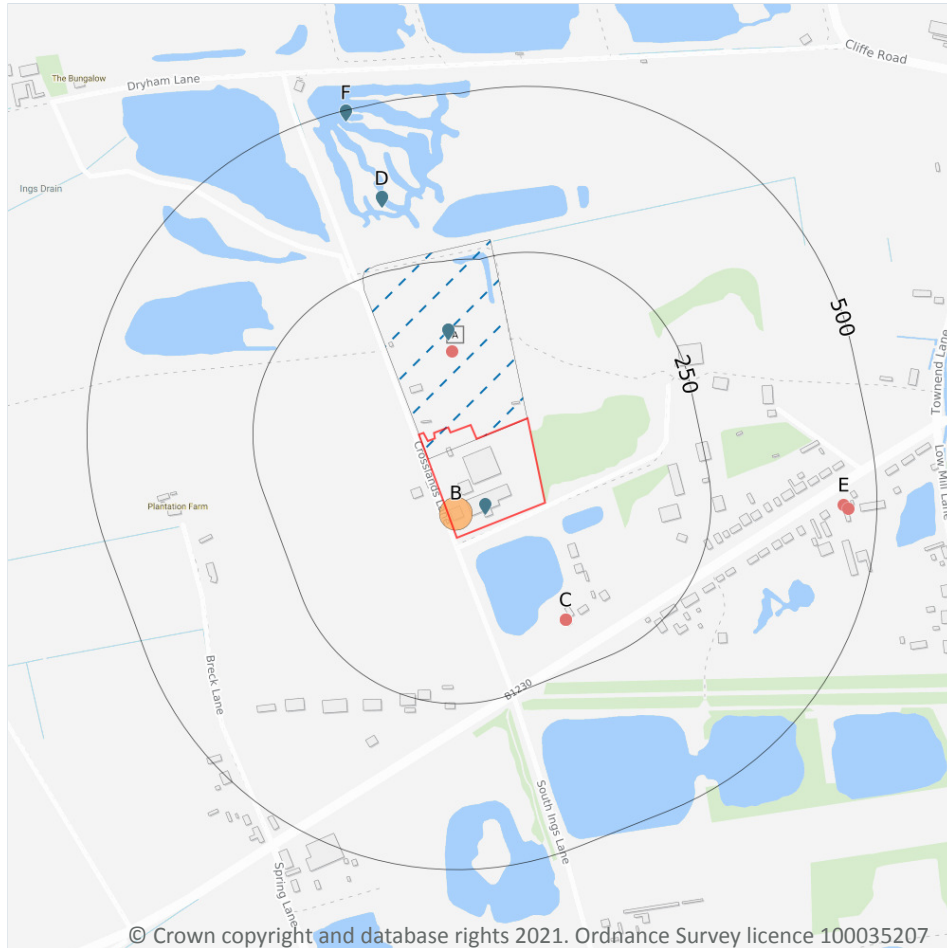 Cliffe Road
The Bungalow
Dryham Lane
F
Ings Drain
D
500
A
250
Townend Lane
Low Mill Lane
Crosslands L
B
E
Plantation Farm
C
Breck Lane
B1230
South Ings Lane
Spring Lane
© Crown copyright and database rights 2021. Ordnance Survey licence 100035207